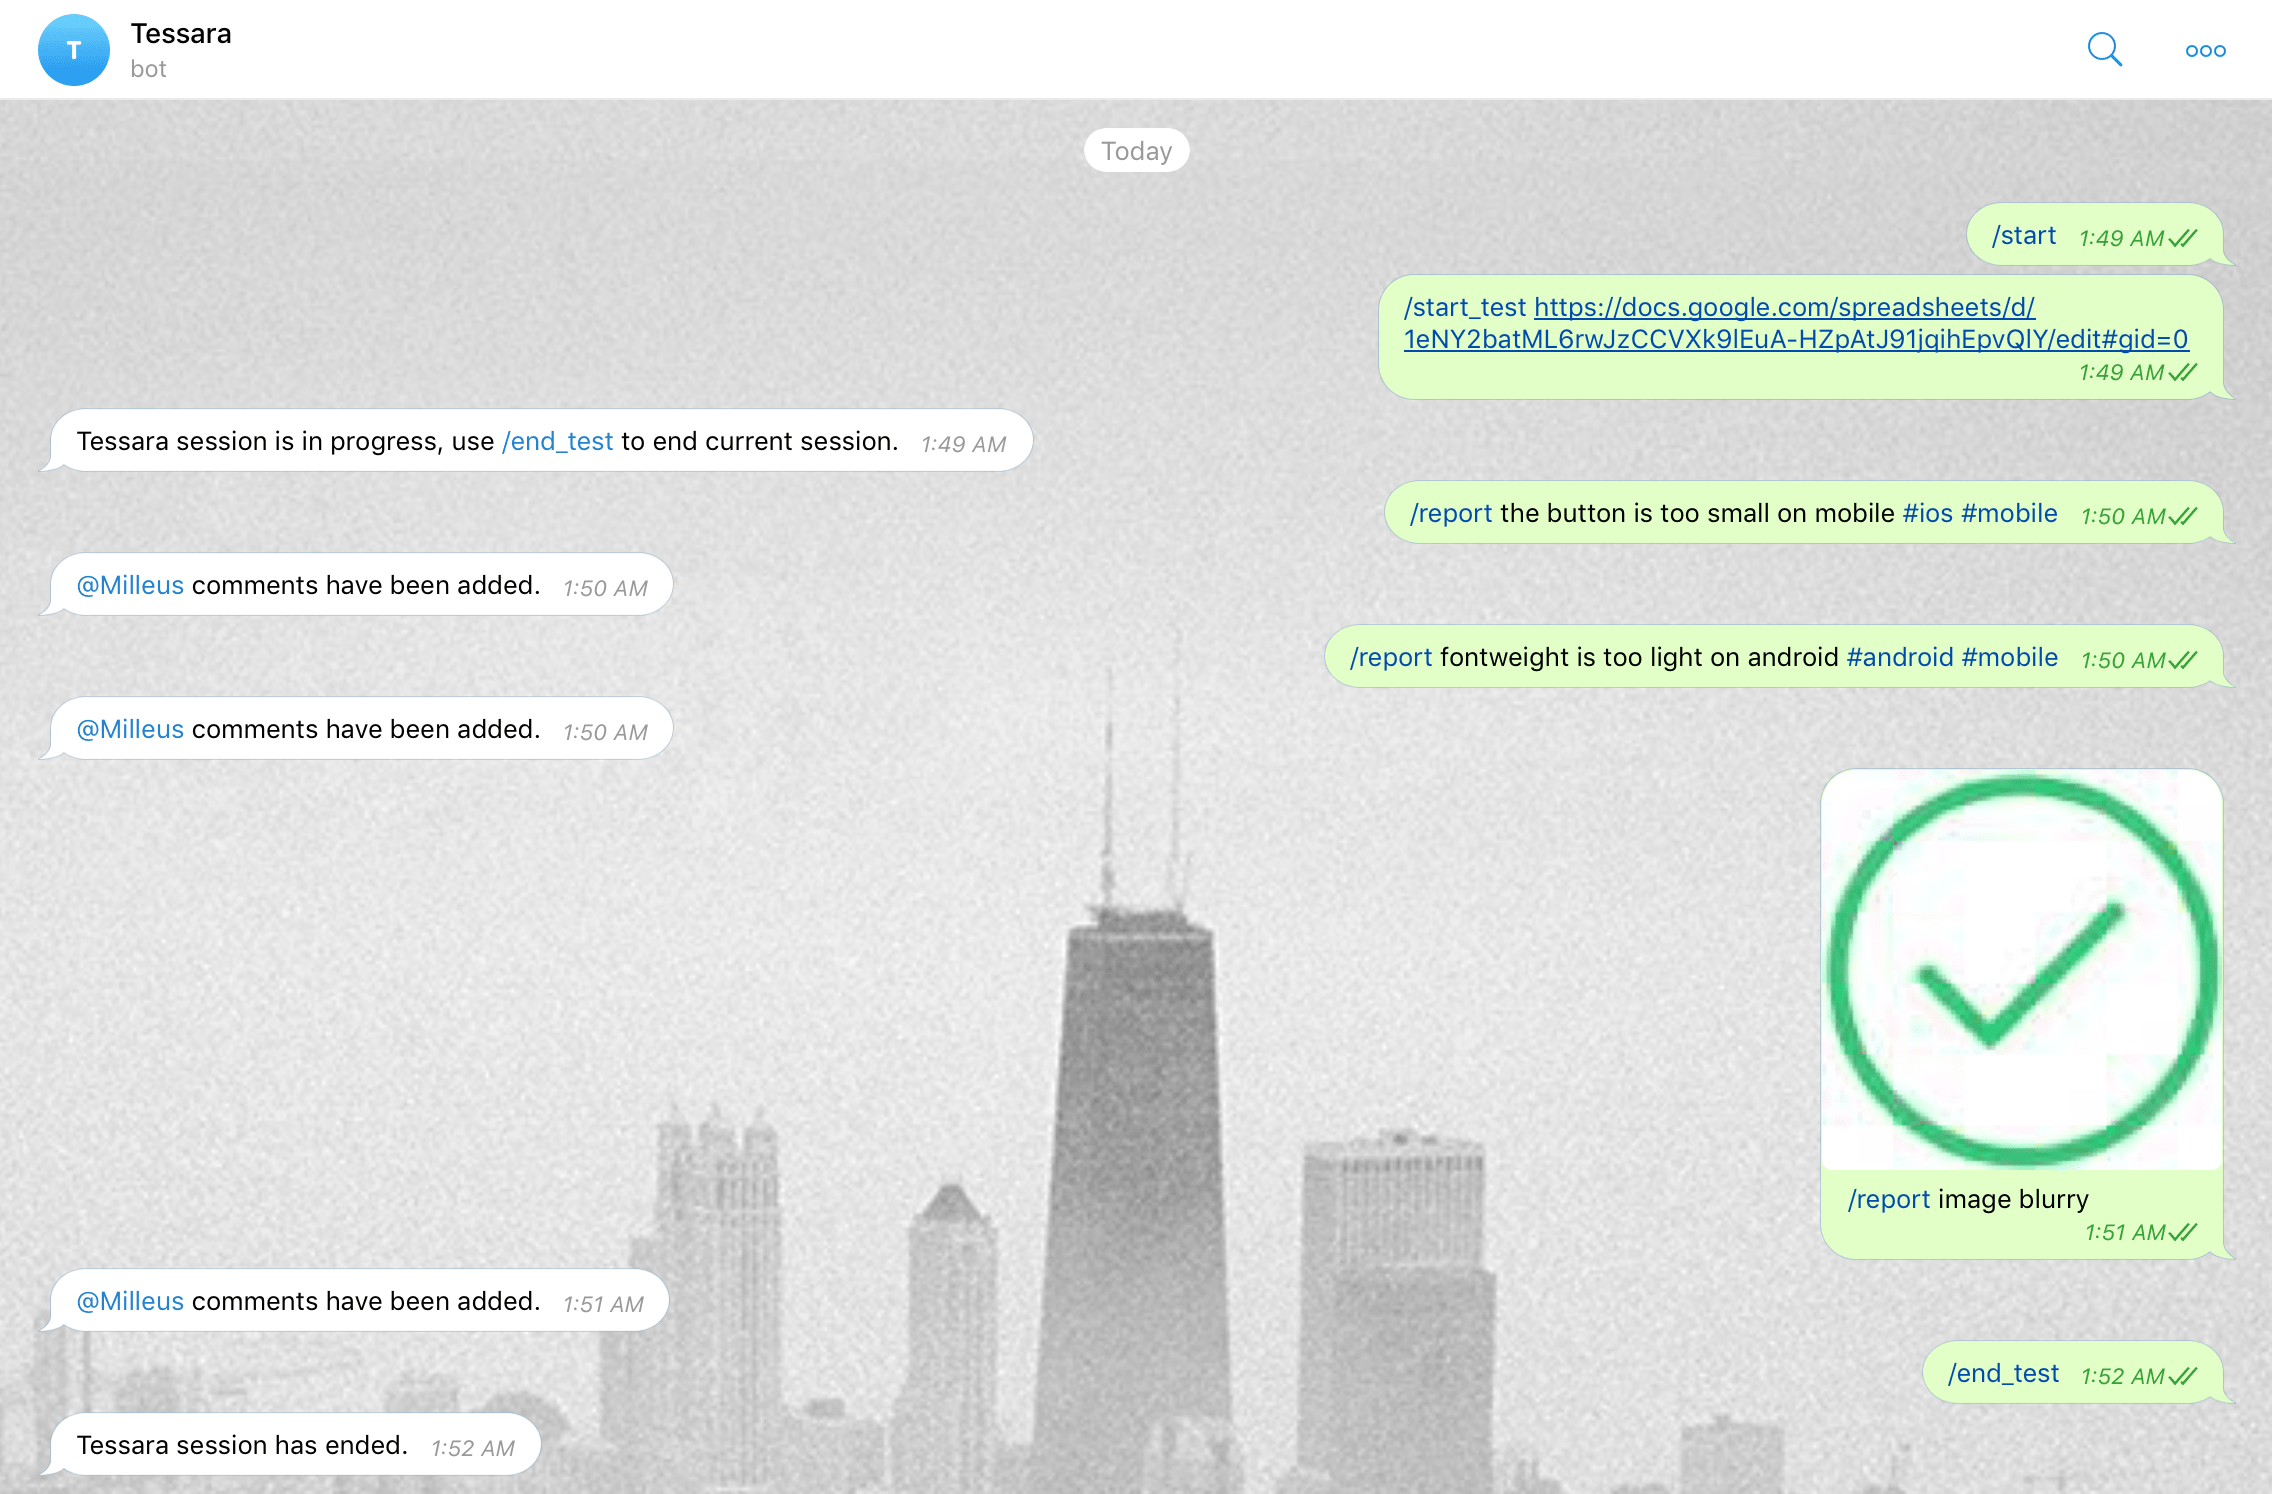 T
Tessara
bot
Today
/start 1:49 AM
/start_test https://docs.google.com/spreadsheets/d/
1eNY2batML6rwJzCCVXk9lEuA-HZpAtJ91jqihEpvQlY/edit#gid=0
1:49 AM
Tessara session is in progress, use /end_test to end current session. 1:49 AM
/report the button is too small on mobile #ios #mobile 1:50 AM
@Milleus comments have been added. 1:50 AM
/report fontweight is too light on android #android #mobile 1:50 AM
@Milleus comments have been added. 1:50 AM
/report image blurry
1:51 AM
@Milleus comments have been added. 1:51 AM
/end_test 1:52 AM
Tessara session has ended. 1:52 AM